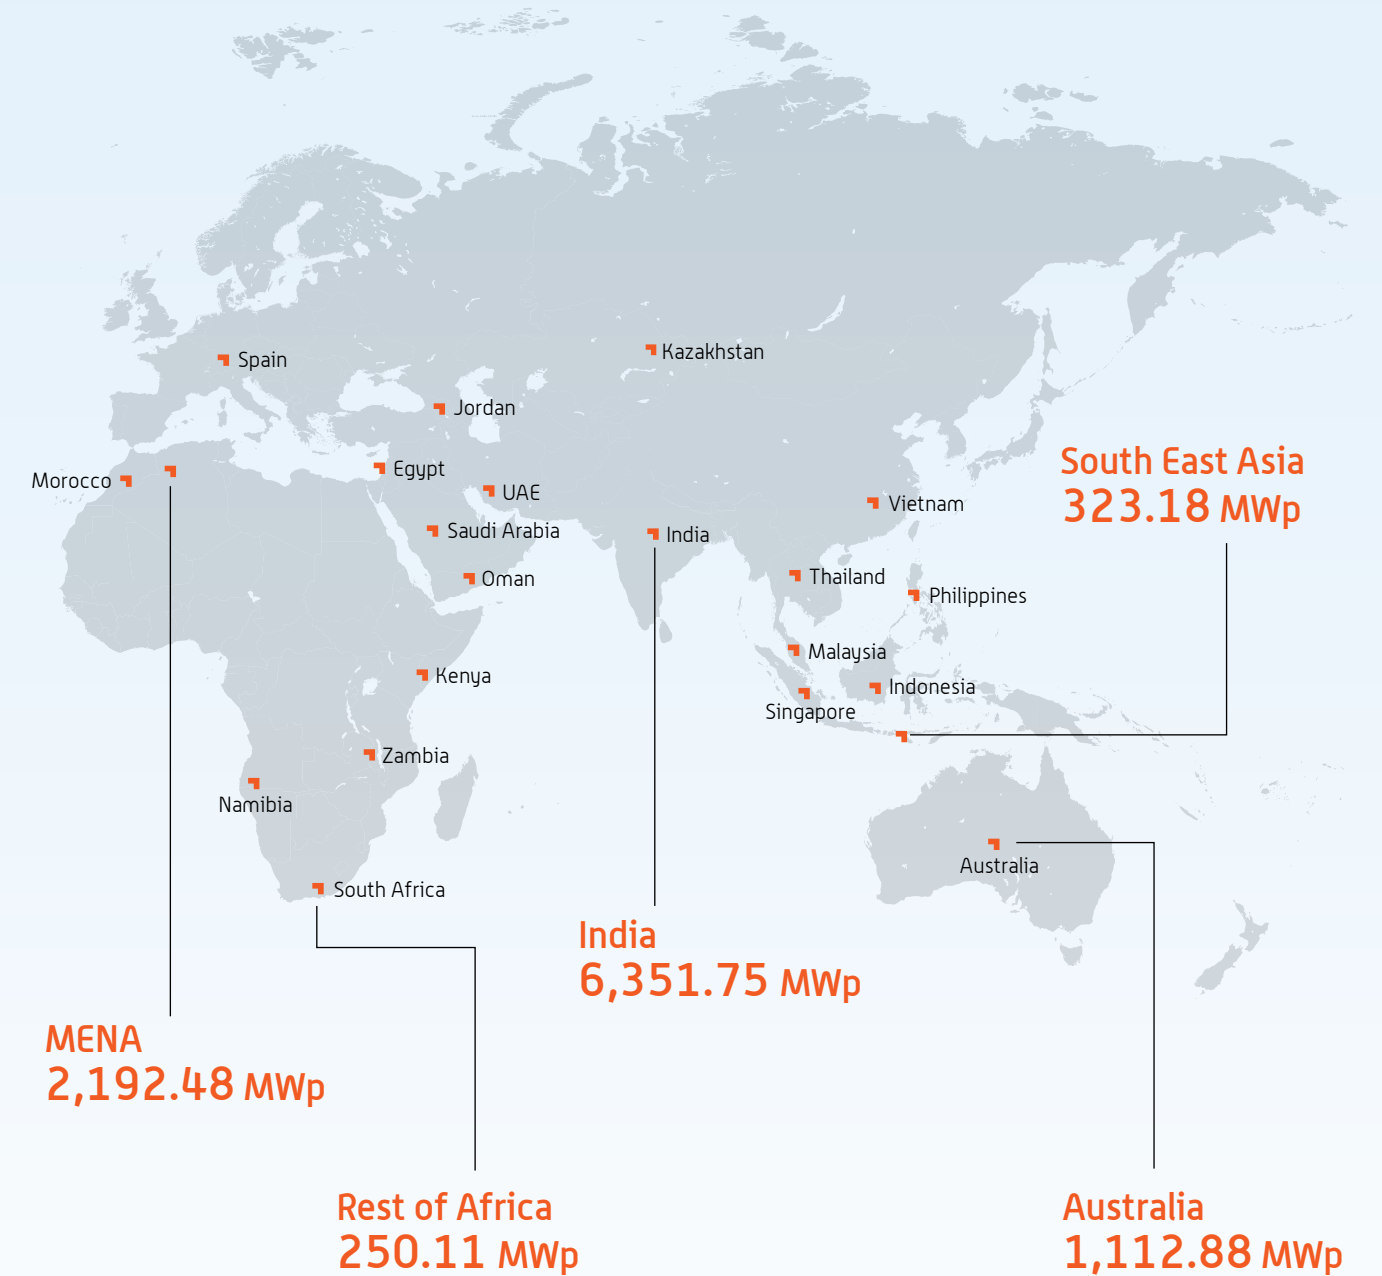 Kazakhstan
Spain
Jordan
South East Asia
323.18 MWp
Egypt
Morocco
UAE
Vietnam
Saudi Arabia
India
Oman
Thailand
Philippines
Malaysia
Kenya
Indonesia
Singapore
Zambia
Namibia
Australia
South Africa
India
6,351.75 MWp
MENA
2,192.48 MWp
Rest of Africa
250.11 MWp
Australia
1,112.88 MWp